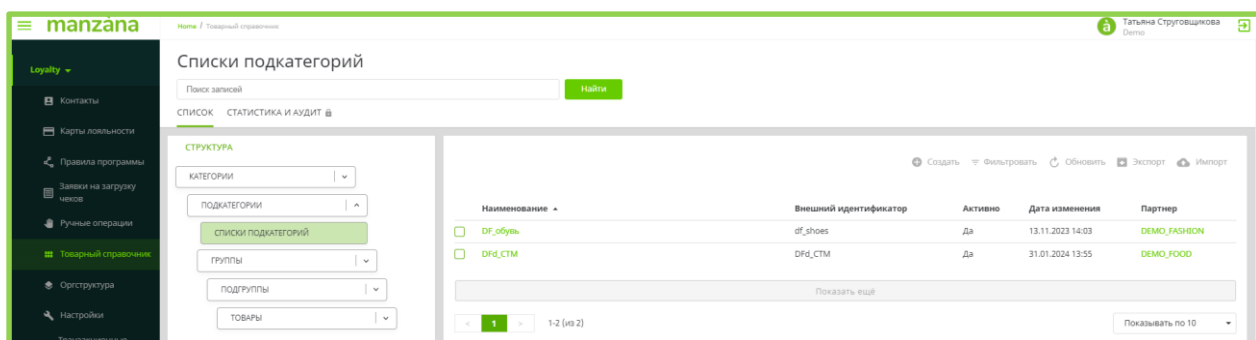 manzàna
Home / Товарный справочник
Татьяна Струговщикова
Demo
Loyalty
Контакты
Карты лояльности
Правила программы
Заявки на загрузку
чеков
Ручные операции
Товарный справочник
Оргструктура
Настройки
Списки подкатегорий
Поиск записей
Найти
СПИСОК СТАТИСТИКА И АУДИТ
СТРУКТУРА
КАТЕГОРИИ
ПОДКАТЕГОРИИ
СПИСКИ ПОДКАТЕГОРИЙ
ГРУППЫ
ПОДГРУППЫ
ТОВАРЫ
Создать Фильтровать Обновить Экспорт Импорт
Наименование Внешний идентификатор Активно Дата изменения Партнер
DF_обувь df_shoes Да 13.11.2023 14:03 DEMO_FASHION
DFd_СТМ DFd_СТМ Да 31.01.2024 13:55 DEMO_FOOD
Показать ещё
< 1 > 1-2 (из 2)
Показывать по 10